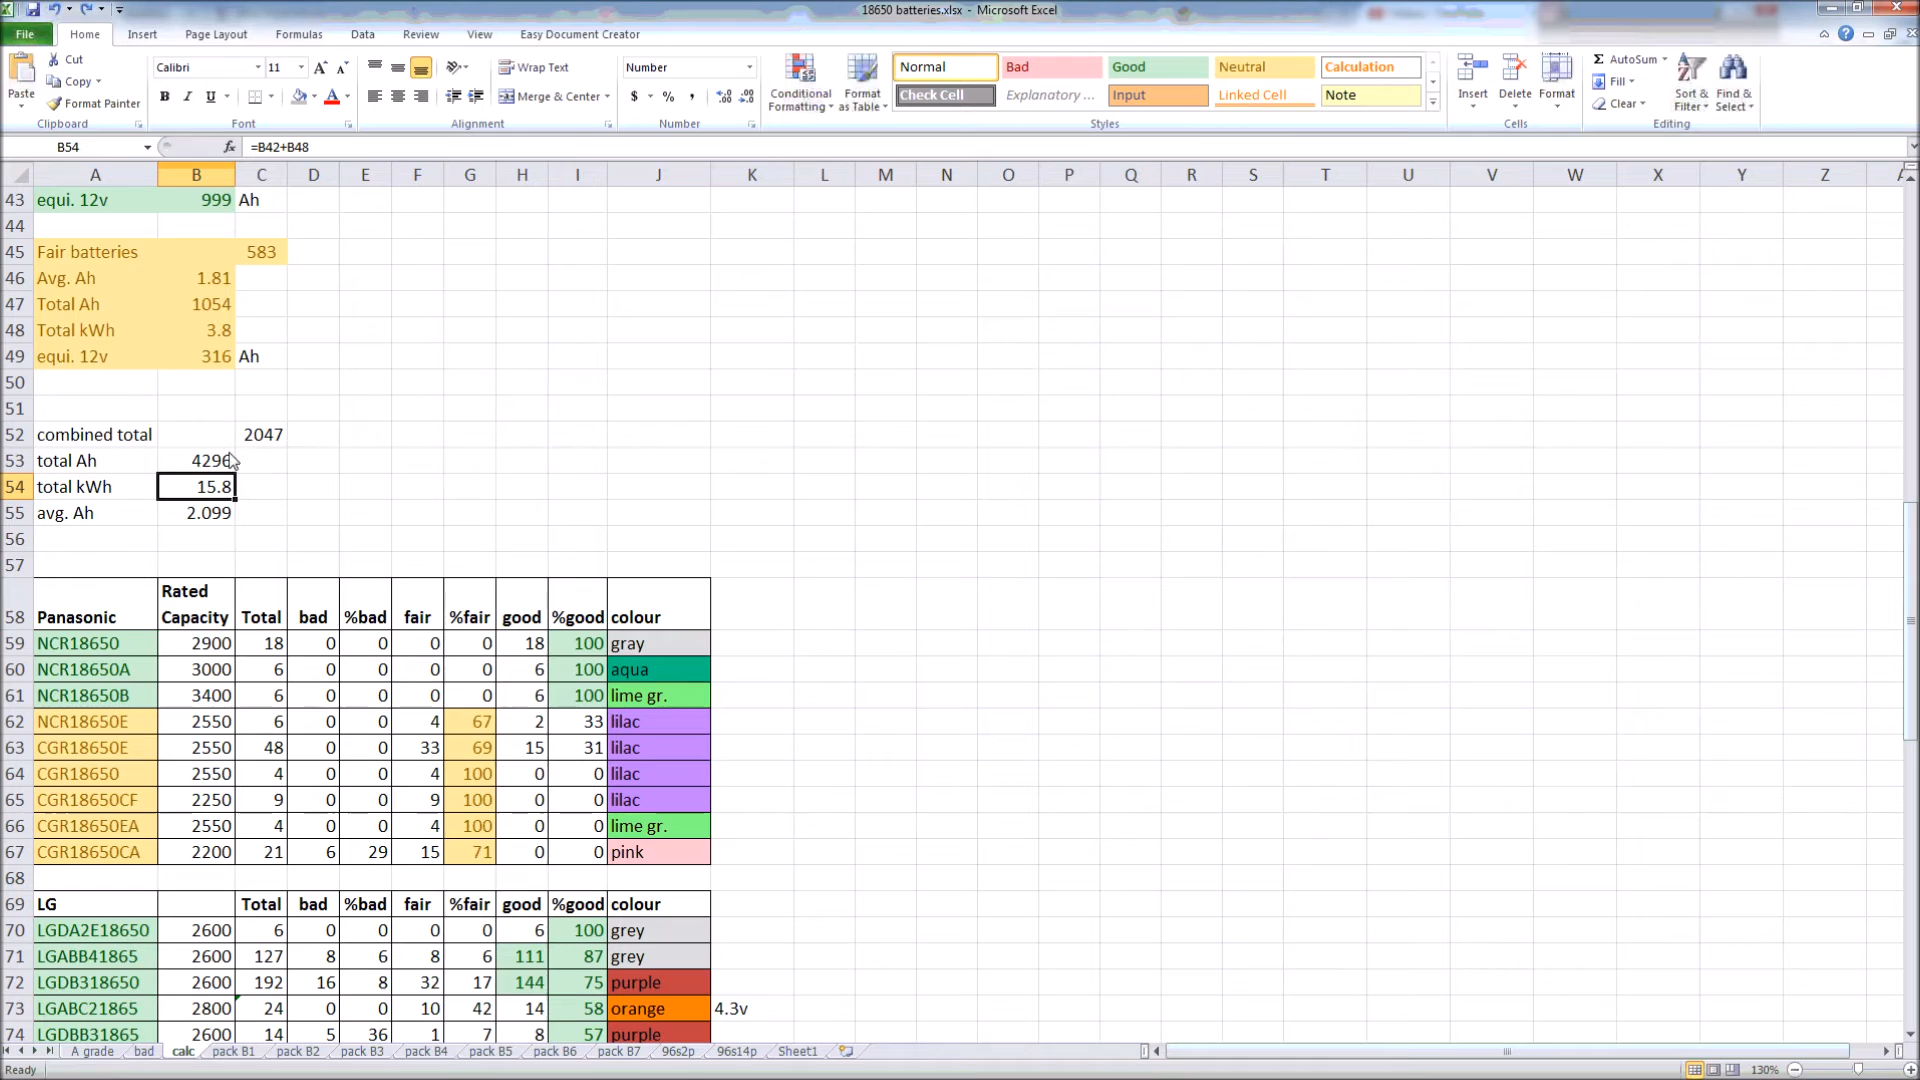 18650 batteries.xlsx - Microsoft Excel
File Home Insert Page Layout Formulas Data Review View Easy Document Creator
Cut Calibri 11 Wrap Text Number Normal Bad Good Neutral Calculation AutoSum
Copy Fill
Format Painter Merge & Center $ % , Check Cell Explanatory ... Input Linked Cell Note Clear
Paste Conditional Formatting Format as Table Insert Delete Format Sort & Filter Find & Select
Clipboard Font Alignment Number Styles Cells Editing
B54 fx =B42+B48
A B C D E F G H I J K L M N O P Q R S T U V W X Y Z
43 equi. 12v 999 Ah
44
45 Fair batteries 583
46 Avg. Ah 1.81
47 Total Ah 1054
48 Total kWh 3.8
49 equi. 12v 316 Ah
50
51
52 combined total 2047
53 total Ah 4296
54 total kWh 15.8
55 avg. Ah 2.099
56
57
58 Panasonic Rated Capacity Total bad %bad fair %fair good %good colour
59 NCR18650 2900 18 0 0 0 0 18 100 gray
60 NCR18650A 3000 6 0 0 0 0 6 100 aqua
61 NCR18650B 3400 6 0 0 0 0 6 100 lime gr.
62 NCR18650E 2550 6 0 0 4 67 2 33 lilac
63 CGR18650E 2550 48 0 0 33 69 15 31 lilac
64 CGR18650 2550 4 0 0 4 100 0 0 lilac
65 CGR18650CF 2250 9 0 0 9 100 0 0 lilac
66 CGR18650EA 2550 4 0 0 4 100 0 0 lime gr.
67 CGR18650CA 2200 21 6 29 15 71 0 0 pink
68
69 LG Total bad %bad fair %fair good %good colour
70 LGDA2E18650 2600 6 0 0 0 0 6 100 grey
71 LGABB41865 2600 127 8 6 8 6 111 87 grey
72 LGDB318650 2600 192 16 8 32 17 144 75 purple
73 LGABC21865 2800 24 0 0 10 42 14 58 orange 4.3v
74 LGDBB31865 2600 14 5 36 1 7 8 57 purple
A grade bad calc pack B1 pack B2 pack B3 pack B4 pack B5 pack B6 pack B7 96s2p 96s14p Sheet1
Ready 130%